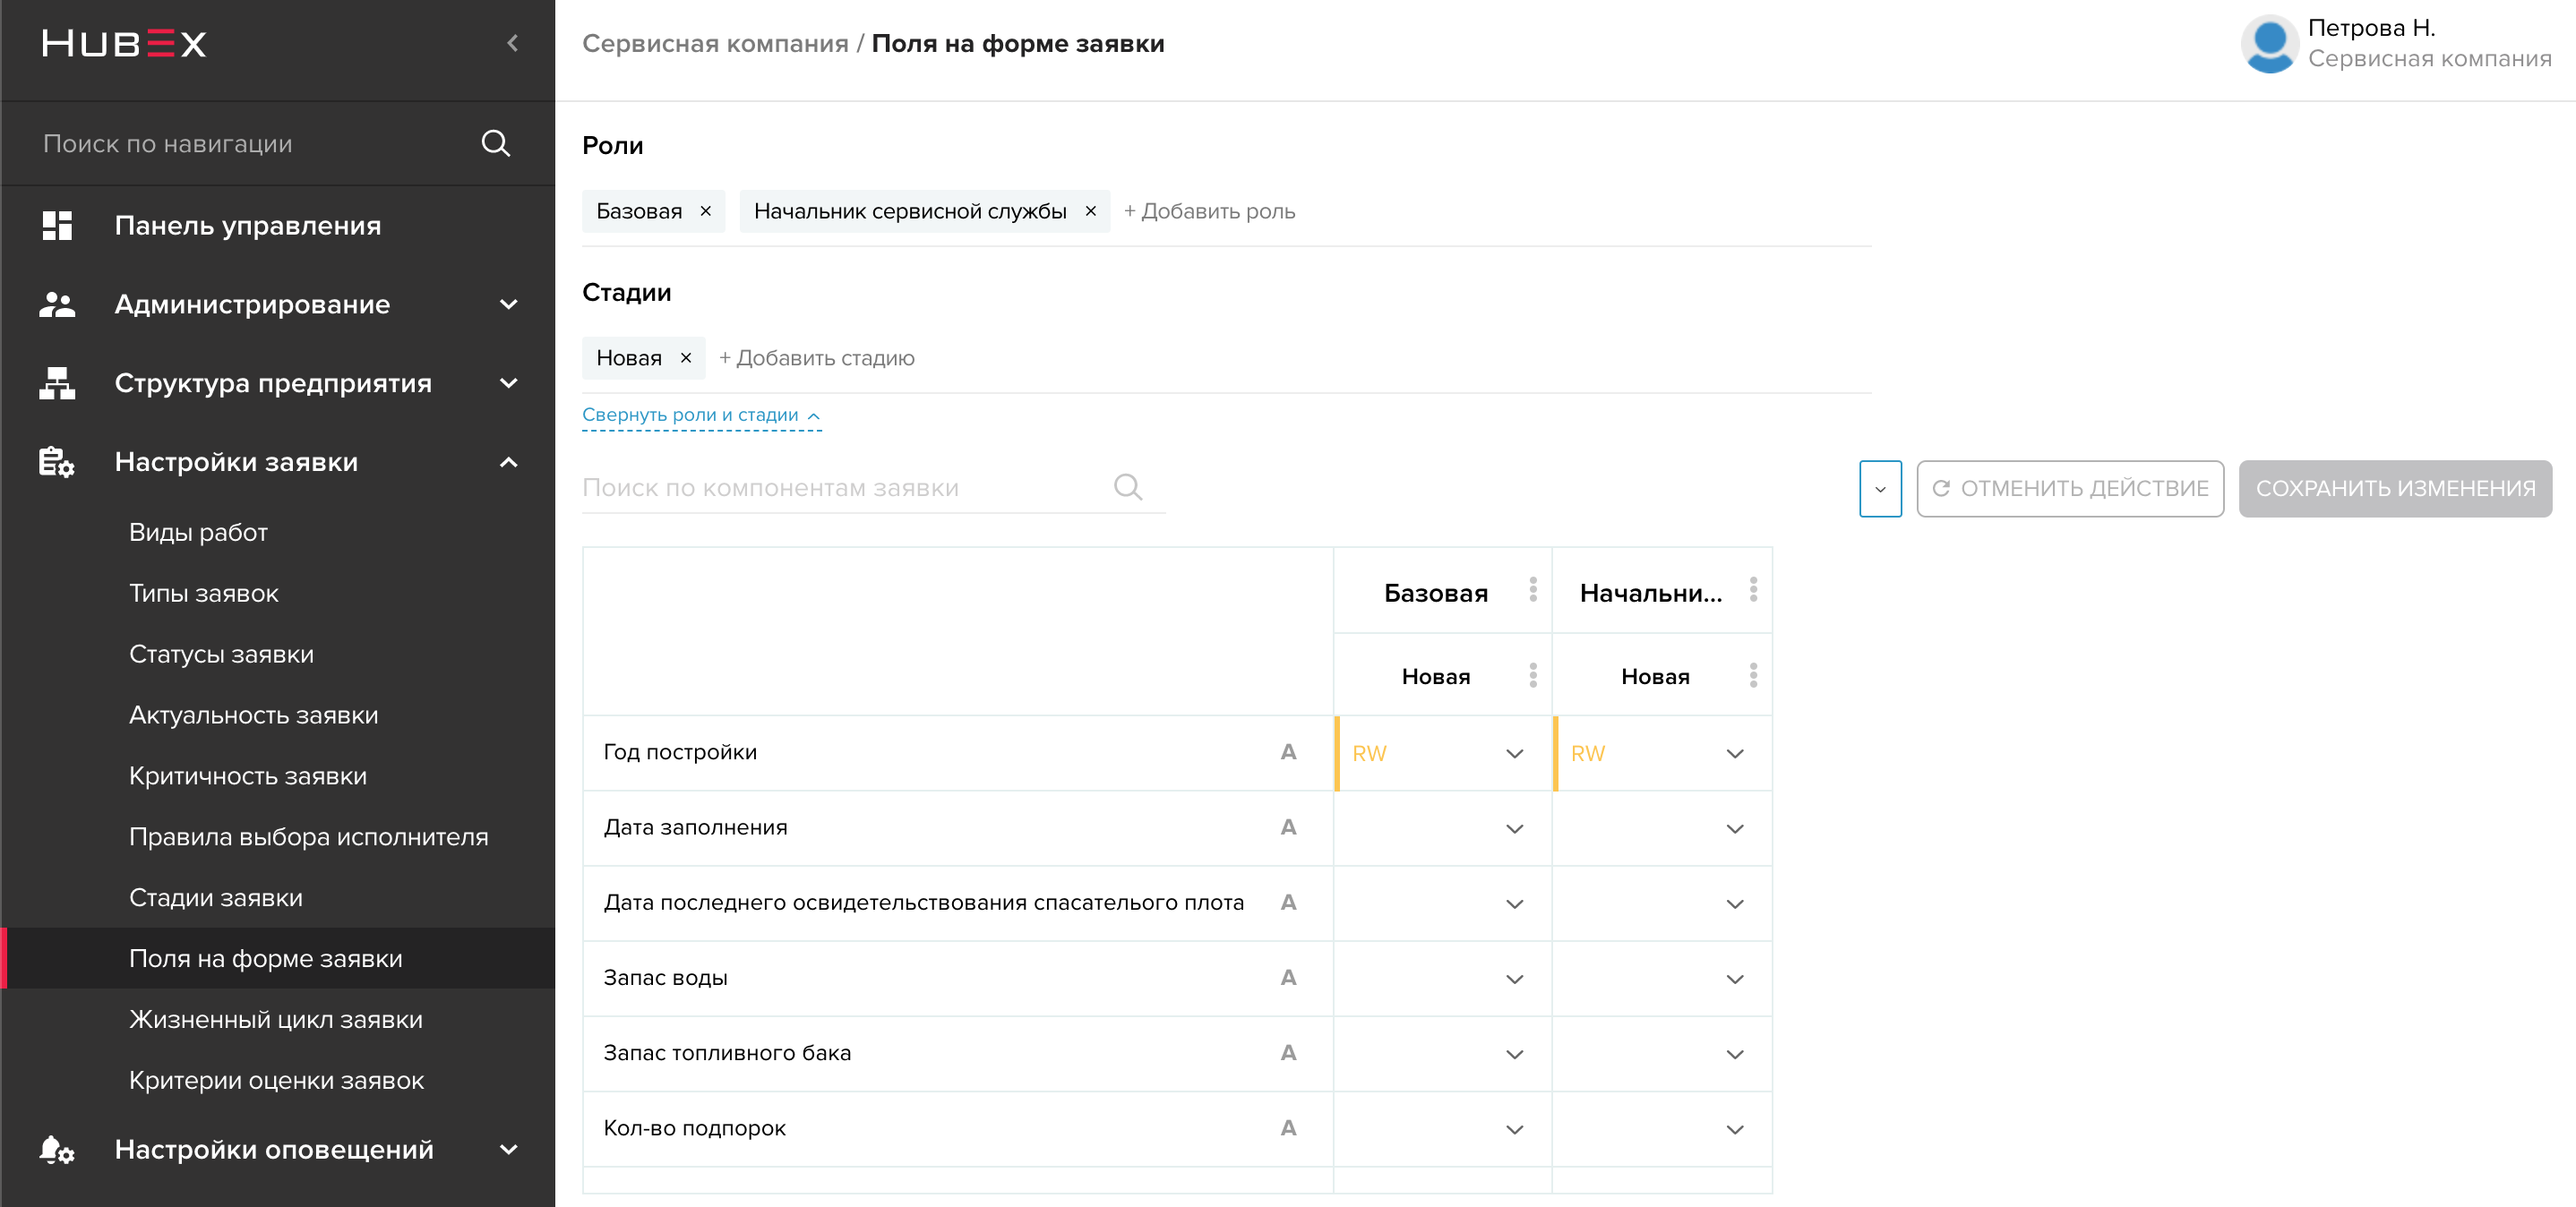 HUBEX
Поиск по навигации
Панель управления
Администрирование
Структура предприятия
Настройки заявки
Виды работ
Типы заявок
Статусы заявки
Актуальность заявки
Критичность заявки
Правила выбора исполнителя
Стадии заявки
Поля на форме заявки
Жизненный цикл заявки
Критерии оценки заявок
Настройки оповещений
Сервисная компания / Поля на форме заявки
Петрова Н.
Сервисная компания
Роли
Базовая × Начальник сервисной службы × + Добавить роль
Стадии
Новая × + Добавить стадию
Свернуть роли и стадии
Поиск по компонентам заявки
ОТМЕНИТЬ ДЕЙСТВИЕ СОХРАНИТЬ ИЗМЕНЕНИЯ
Базовая Начальни...
Новая Новая
Год постройки A RW RW
Дата заполнения A
Дата последнего освидетельствования спасателього плота A
Запас воды A
Запас топливного бака A
Кол-во подпорок A